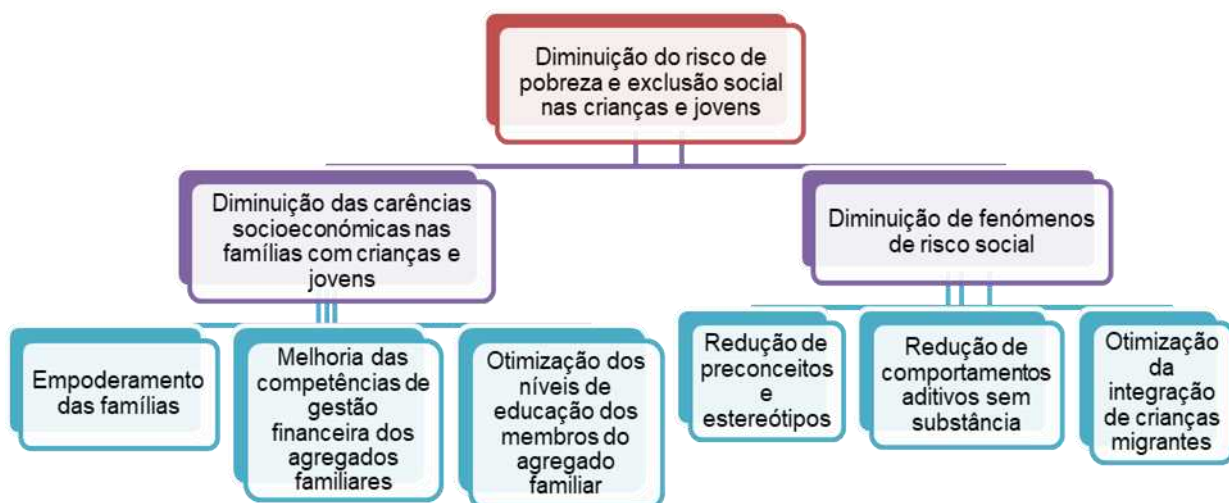 Diminuição do risco de
pobreza e exclusão social
nas crianças e jovens
Diminuição das carências
socioeconómicas nas
famílias com crianças e
jovens
Diminuição de fenómenos
de risco social
Empoderamento
das famílias
Melhoria das
competências de
gestão
financeira dos
agregados
familiares
Otimização dos
níveis de
educação dos
membros do
agregado
familiar
Redução de
preconceitos
e
estereótipos
Redução de
comportamentos
aditivos sem
substância
Otimização
da
integração
de crianças
migrantes